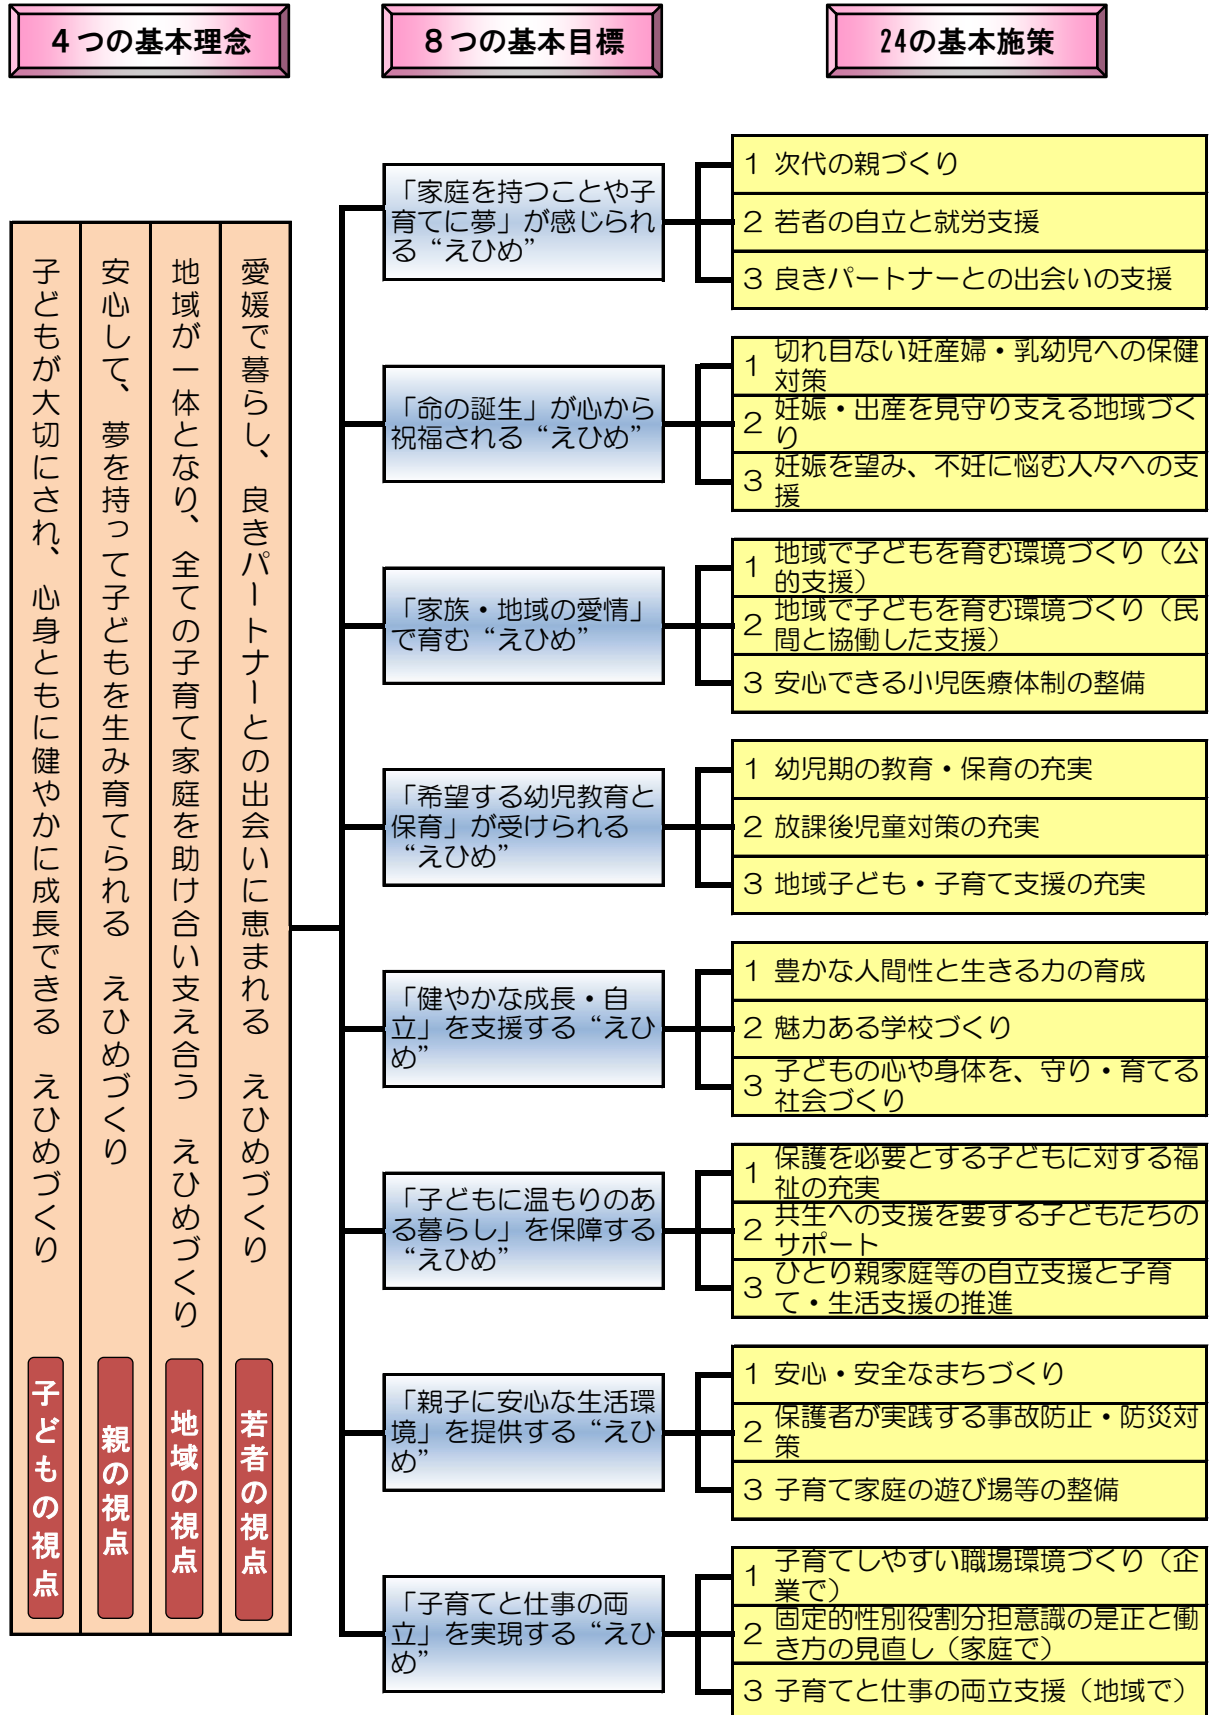 ４つの基本理念
８つの基本目標
24の基本施策
愛媛で暮らし、良きパートナーとの出会いに恵まれる　えひめづくり
若者の視点
地域が一体となり、全ての子育て家庭を助け合い支え合う　えひめづくり
地域の視点
安心して、夢を持って子どもを生み育てられる　えひめづくり
親の視点
子どもが大切にされ、心身ともに健やかに成長できる　えひめづくり
子どもの視点
「家庭を持つことや子
育てに夢」が感じられ
る“えひめ”
1 次代の親づくり
2 若者の自立と就労支援
3 良きパートナーとの出会いの支援
「命の誕生」が心から
祝福される“えひめ”
1 切れ目ない妊産婦・乳幼児への保健
対策
2 妊娠・出産を見守り支える地域づく
り
3 妊娠を望み、不妊に悩む人々への支
援
「家族・地域の愛情」
で育む“えひめ”
1 地域で子どもを育む環境づくり（公
的支援）
2 地域で子どもを育む環境づくり（民
間と協働した支援）
3 安心できる小児医療体制の整備
「希望する幼児教育と
保育」が受けられる
“えひめ”
1 幼児期の教育・保育の充実
2 放課後児童対策の充実
3 地域子ども・子育て支援の充実
「健やかな成長・自
立」を支援する“えひ
め”
1 豊かな人間性と生きる力の育成
2 魅力ある学校づくり
3 子どもの心や身体を、守り・育てる
社会づくり
「子どもに温もりのあ
る暮らし」を保障する
“えひめ”
1 保護を必要とする子どもに対する福
祉の充実
2 共生への支援を要する子どもたちの
サポート
3 ひとり親家庭等の自立支援と子育
て・生活支援の推進
「親子に安心な生活環
境」を提供する“えひ
め”
1 安心・安全なまちづくり
2 保護者が実践する事故防止・防災対
策
3 子育て家庭の遊び場等の整備
「子育てと仕事の両
立」を実現する“えひ
め”
1 子育てしやすい職場環境づくり（企
業で）
2 固定的性別役割分担意識の是正と働
き方の見直し（家庭で）
3 子育てと仕事の両立支援（地域で）